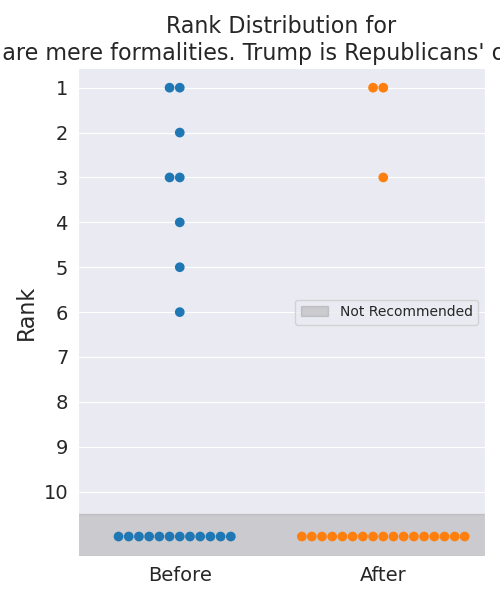 Rank Distribution for
are mere formalities. Trump is Republicans'
1
2
3
4
5
6
7
8
9
10
Rank
Not Recommended
Before
After